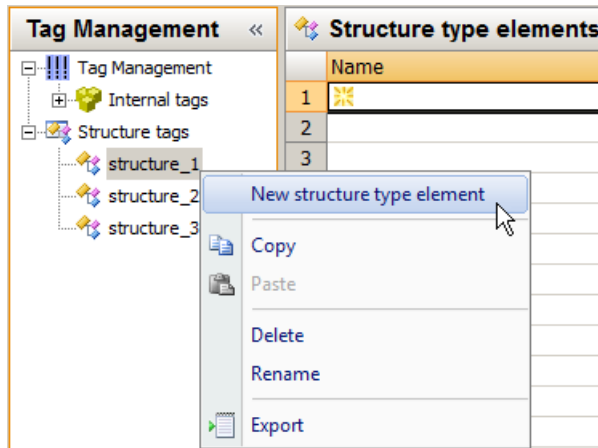 Tag Management «
Structure type elements
Tag Management
Name
Internal tags
1
Structure tags
2
structure_1
3
New structure type element
structure_2
structure_3
Copy
Paste
Delete
Rename
Export